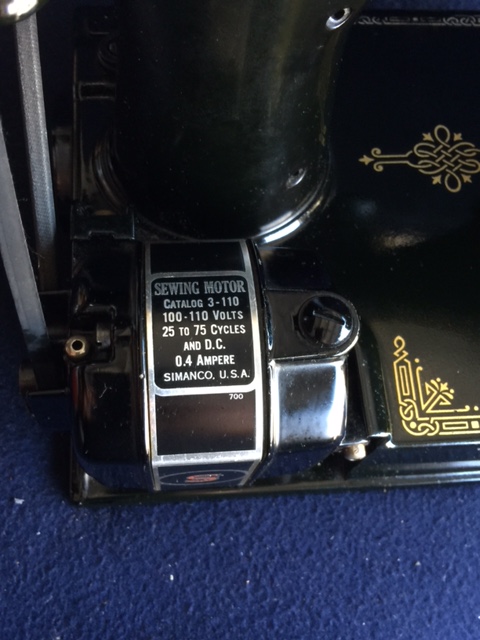 SEWING MOTOR
CATALOG 3-110
100-110 VOLTS
25 TO 75 CYCLES
AND D.C.
0.4 AMPERE
SIMANCO, U.S.A.
700